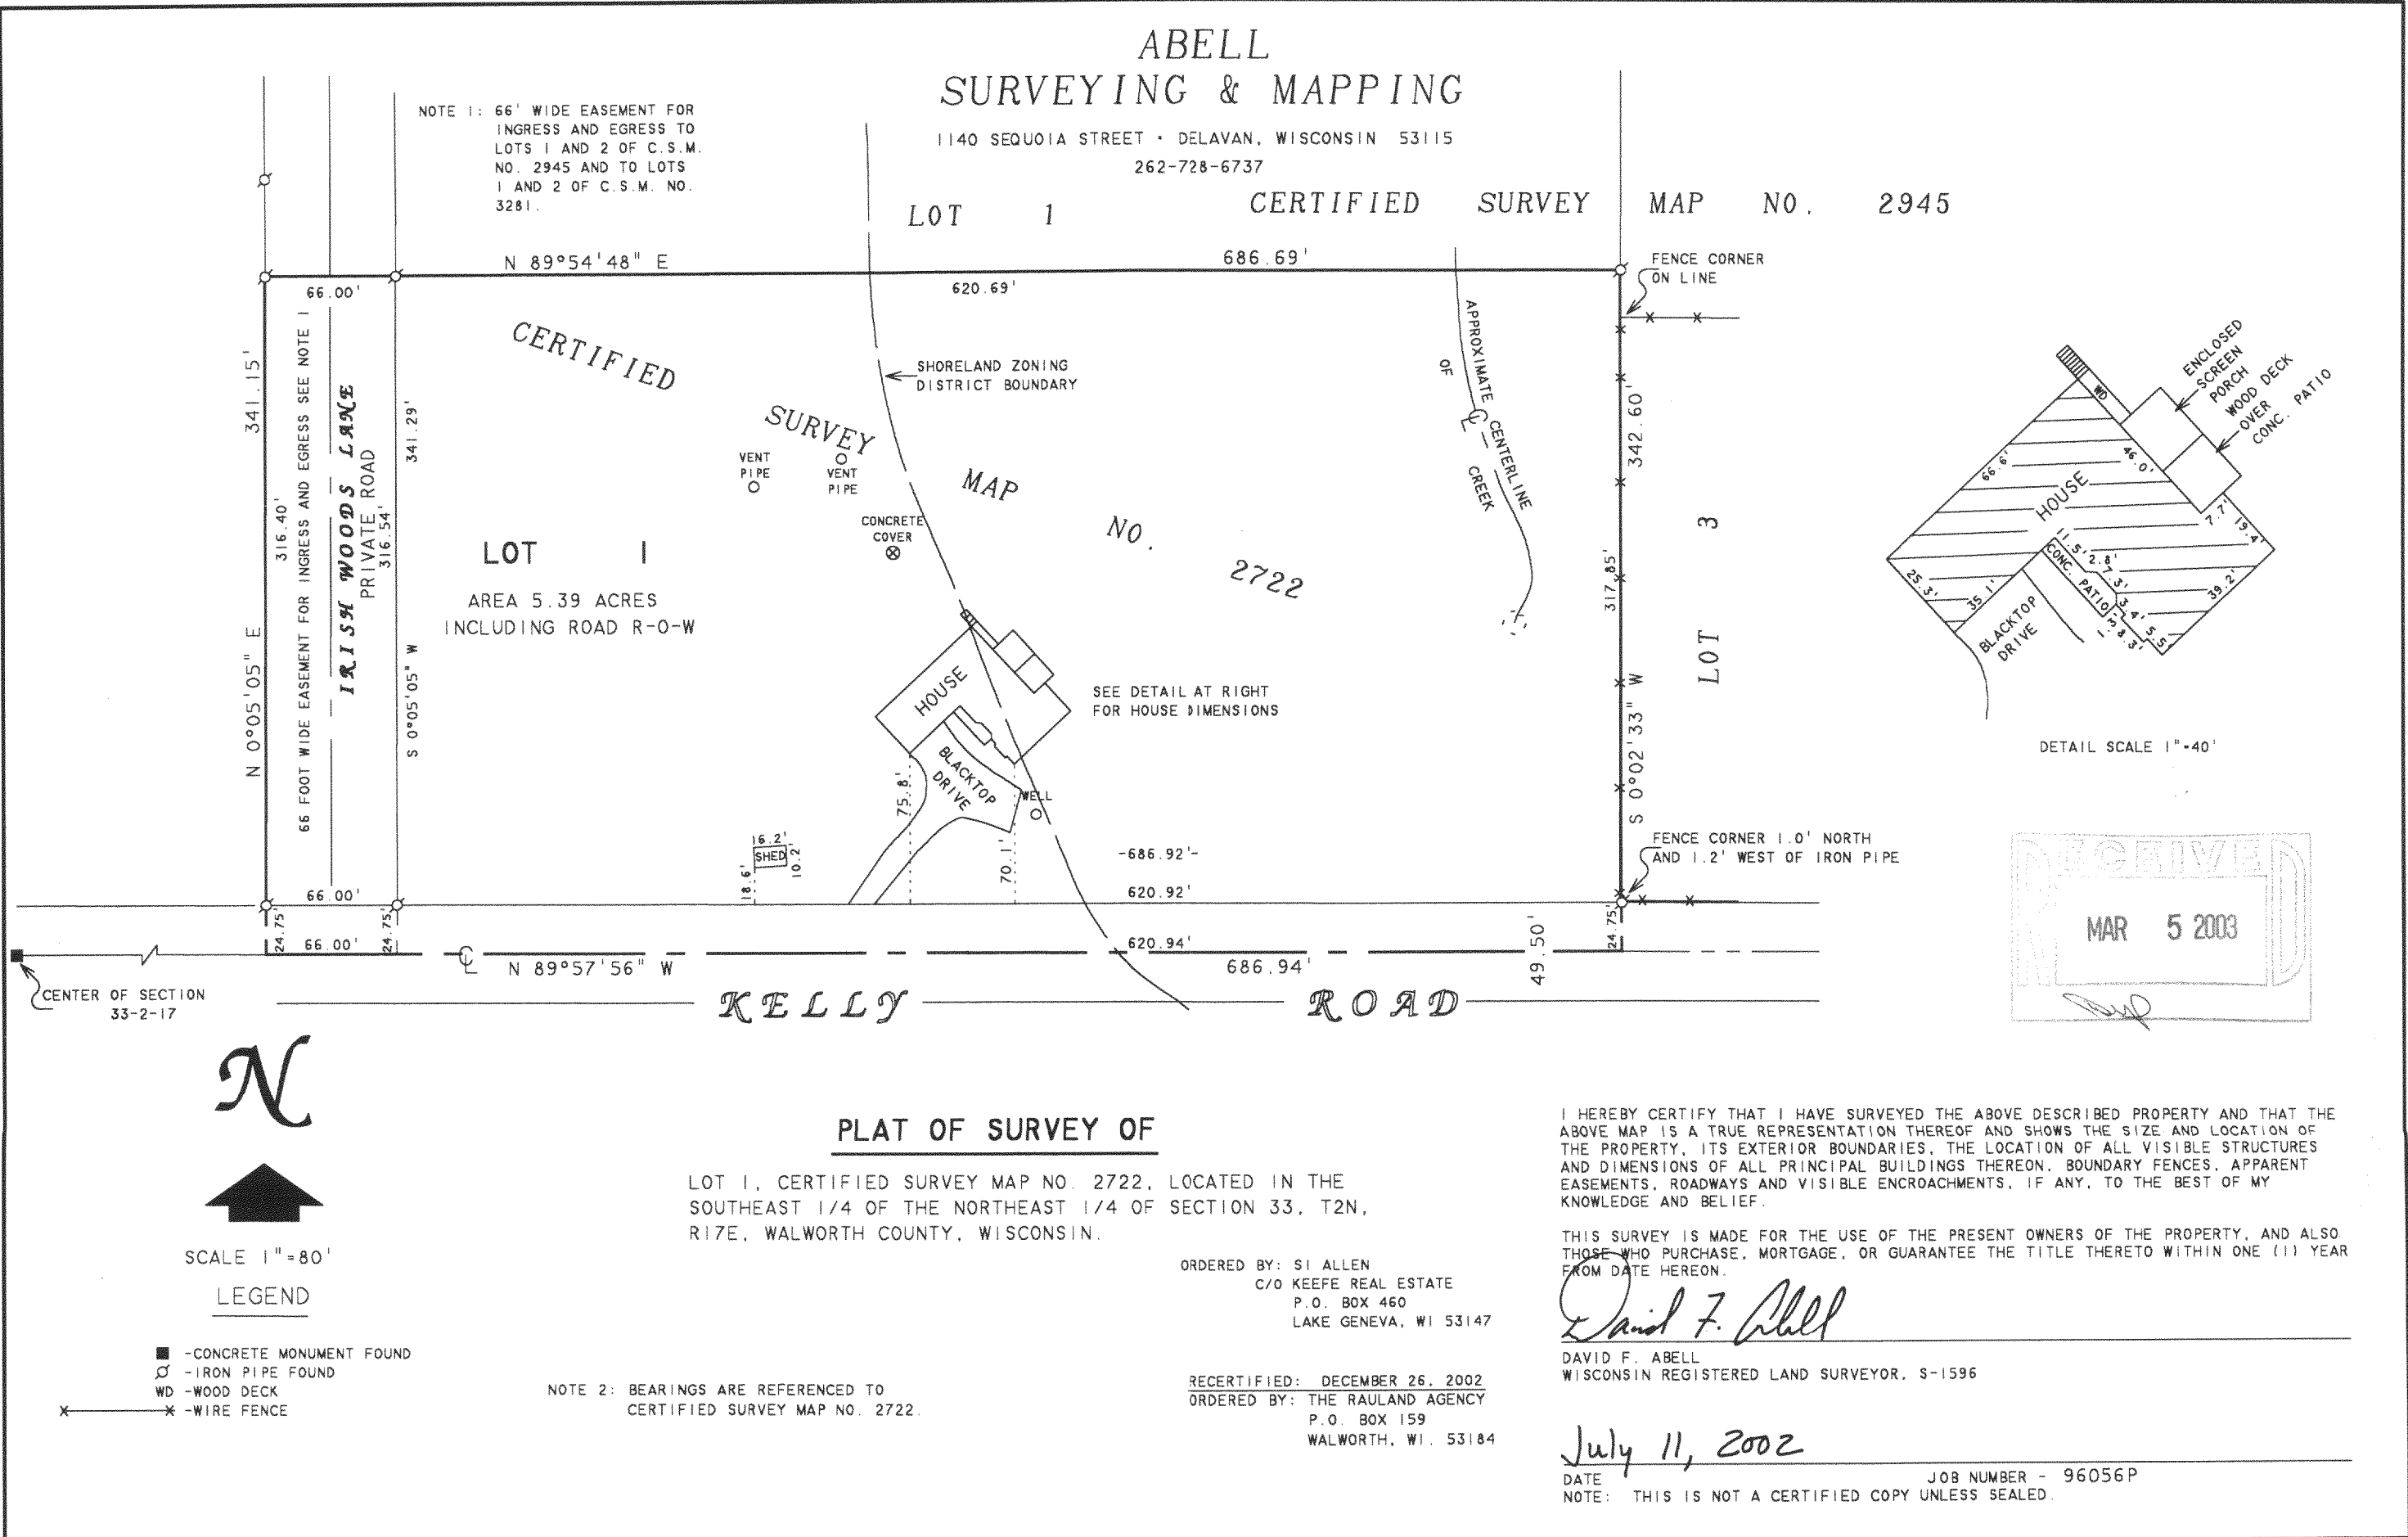 ABELL
SURVEYING & MAPPING
1140 SEQUOIA STREET • DELAVAN, WISCONSIN 53115
262-728-6737
NOTE 1: 66' WIDE EASEMENT FOR
INGRESS AND EGRESS TO
LOTS 1 AND 2 OF C.S.M.
NO. 2945 AND TO LOTS
1 AND 2 OF C.S.M. NO.
3281.
LOT 1 CERTIFIED SURVEY MAP NO. 2945
N 89°54'48" E
686.69'
66.00'
620.69'
FENCE CORNER
ON LINE
N 0°05'05" E
341.15'
316.40'
66 FOOT WIDE EASEMENT FOR INGRESS AND EGRESS SEE NOTE 1
IRISH WOODS LANE
PRIVATE ROAD
316.54'
341.29'
S 0°05'05" W
CERTIFIED
SURVEY
MAP
NO.
2722
SHORELAND ZONING
DISTRICT BOUNDARY
VENT
PIPE
VENT
PIPE
CONCRETE
COVER
LOT 1
AREA 5.39 ACRES
INCLUDING ROAD R-O-W
APPROXIMATE CENTERLINE
OF CREEK
342.60'
317.85'
S 0°02'33" W
LOT 3
HOUSE
SEE DETAIL AT RIGHT
FOR HOUSE DIMENSIONS
BLACKTOP
DRIVE
75.8'
70.1'
WELL
16.2'
SHED
10.2'
18.6'
-686.92'-
620.92'
66.00'
24.75'
24.75'
66.00'
620.94'
24.75'
49.50'
N 89°57'56" W
686.94'
FENCE CORNER 1.0' NORTH
AND 1.2' WEST OF IRON PIPE
CENTER OF SECTION
33-2-17
KELLY ROAD
ENCLOSED
SCREEN
PORCH
WOOD DECK
OVER
CONC. PATIO
WD
66.6'
46.0'
HOUSE
7.7'
19.4'
11.5'
2.8'
7.3'
CONC. PATIO
3.4'
5.5'
8.3'
39.2'
25.3'
35.1'
BLACKTOP
DRIVE
DETAIL SCALE 1"=40'
RECEIVED
MAR 5 2003
N
SCALE 1"=80'
LEGEND
-CONCRETE MONUMENT FOUND
-IRON PIPE FOUND
WD -WOOD DECK
X X -WIRE FENCE
PLAT OF SURVEY OF
LOT 1, CERTIFIED SURVEY MAP NO. 2722, LOCATED IN THE
SOUTHEAST 1/4 OF THE NORTHEAST 1/4 OF SECTION 33, T2N,
R17E, WALWORTH COUNTY, WISCONSIN.
ORDERED BY: SI ALLEN
C/O KEEFE REAL ESTATE
P.O. BOX 460
LAKE GENEVA, WI 53147
NOTE 2: BEARINGS ARE REFERENCED TO
CERTIFIED SURVEY MAP NO. 2722.
RECERTIFIED: DECEMBER 26, 2002
ORDERED BY: THE RAULAND AGENCY
P.O. BOX 159
WALWORTH, WI. 53184
I HEREBY CERTIFY THAT I HAVE SURVEYED THE ABOVE DESCRIBED PROPERTY AND THAT THE
ABOVE MAP IS A TRUE REPRESENTATION THEREOF AND SHOWS THE SIZE AND LOCATION OF
THE PROPERTY, ITS EXTERIOR BOUNDARIES, THE LOCATION OF ALL VISIBLE STRUCTURES
AND DIMENSIONS OF ALL PRINCIPAL BUILDINGS THEREON, BOUNDARY FENCES, APPARENT
EASEMENTS, ROADWAYS AND VISIBLE ENCROACHMENTS, IF ANY, TO THE BEST OF MY
KNOWLEDGE AND BELIEF.
THIS SURVEY IS MADE FOR THE USE OF THE PRESENT OWNERS OF THE PROPERTY, AND ALSO
THOSE WHO PURCHASE, MORTGAGE, OR GUARANTEE THE TITLE THERETO WITHIN ONE (1) YEAR
FROM DATE HEREON.
David F. Abell
DAVID F. ABELL
WISCONSIN REGISTERED LAND SURVEYOR, S-1596
July 11, 2002
DATE
JOB NUMBER - 96056P
NOTE: THIS IS NOT A CERTIFIED COPY UNLESS SEALED.